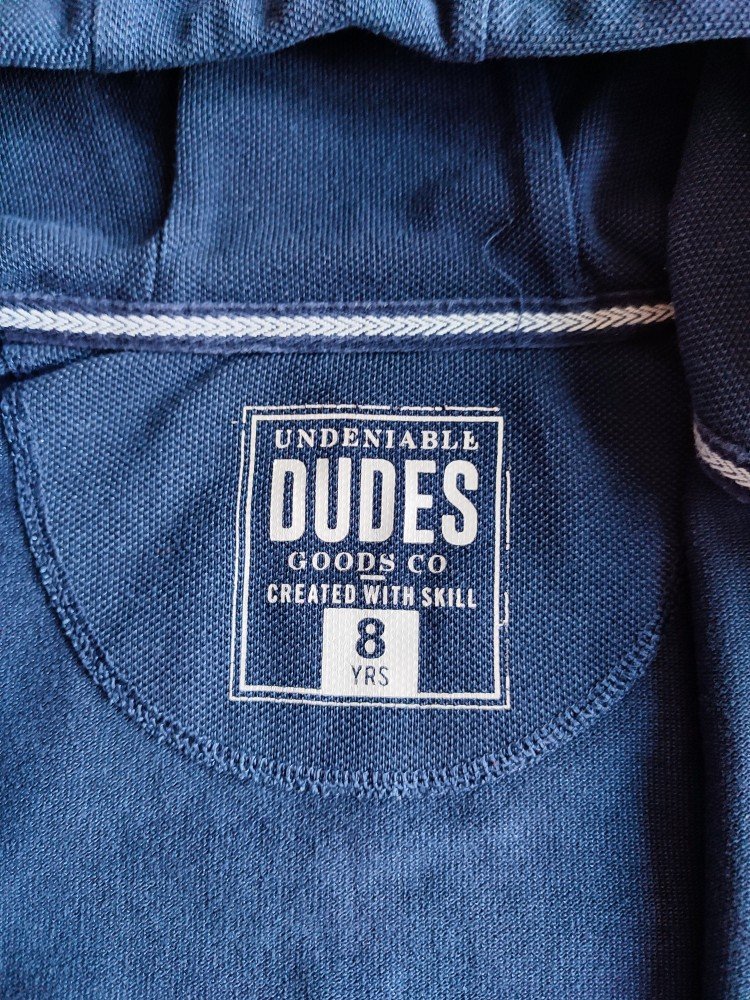 UNDENIABLE
DUDES
GOODS CO
CREATED WITH SKILL
8
YRS